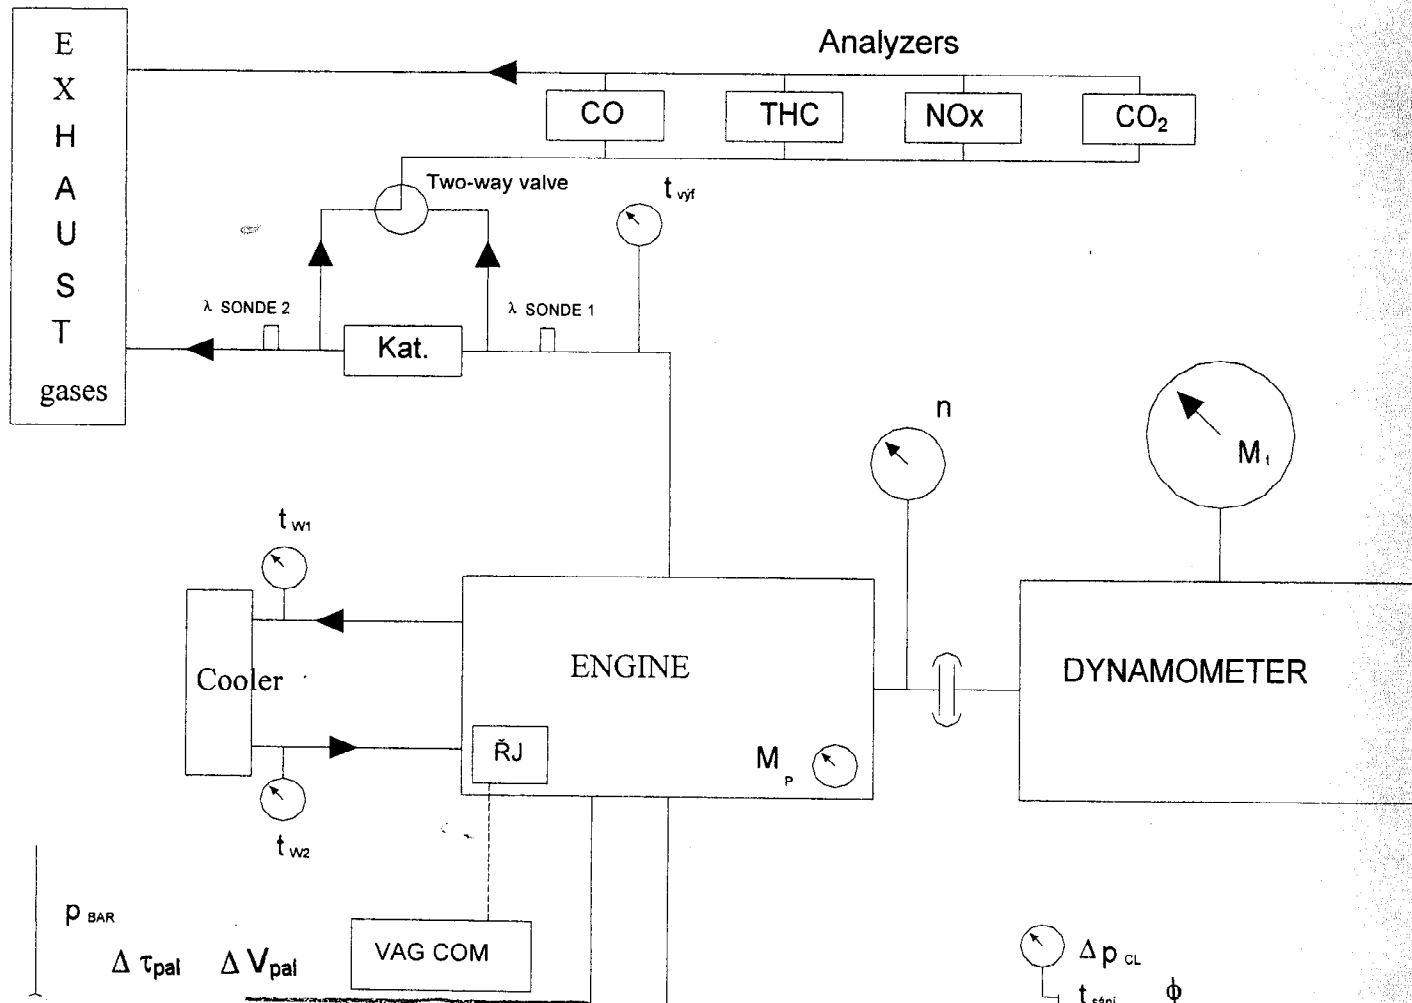 EXHAUST
gases
Analyzers
CO THC NOx CO₂
Two-way valve
t výf
λ SONDE 2
λ SONDE 1
Kat.
n
M t
t W1
Cooler
ENGINE
DYNAMOMETER
ŘJ
M P
t W2
p BAR
Δ τpal Δ Vpal
VAG COM
Δ p CL
t sání ϕ